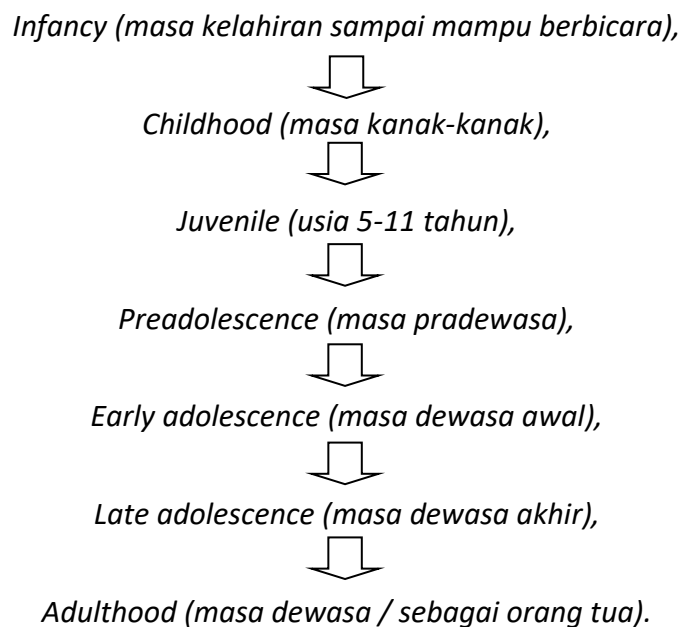 Infancy (masa kelahiran sampai mampu berbicara),
Childhood (masa kanak-kanak),
Juvenile (usia 5-11 tahun),
Preadolescence (masa pradewasa),
Early adolescence (masa dewasa awal),
Late adolescence (masa dewasa akhir),
Adulthood (masa dewasa / sebagai orang tua).